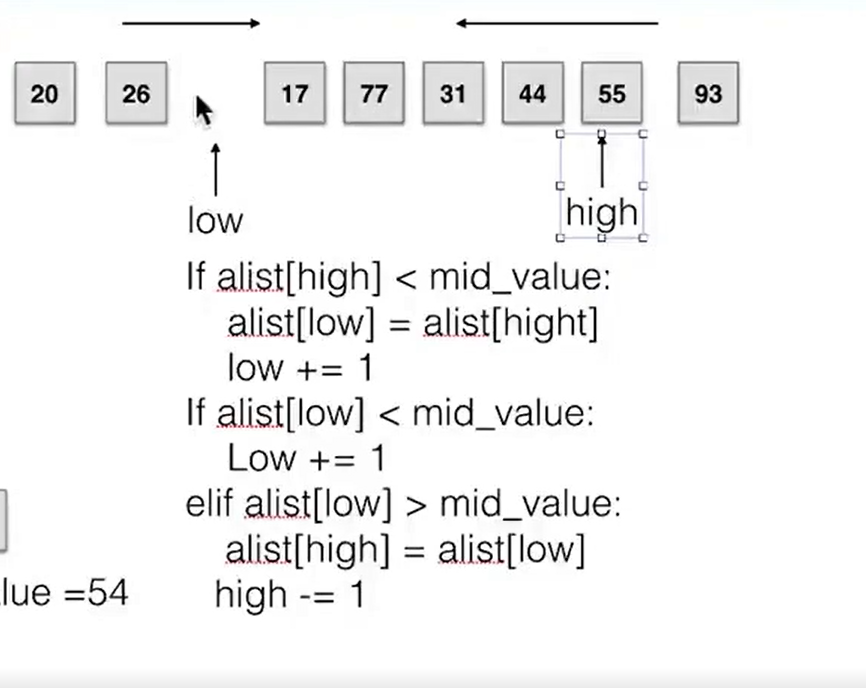 20 26 17 77 31 44 55 93
low
high
If alist[high] < mid_value:
alist[low] = alist[hight]
low += 1
If alist[low] < mid_value:
Low += 1
elif alist[low] > mid_value:
alist[high] = alist[low]
lue =54
high -= 1